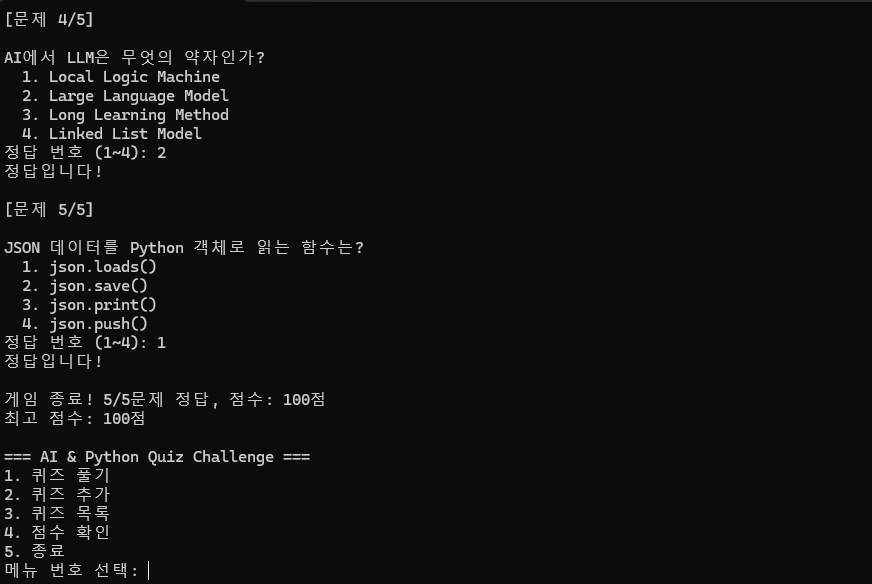 [문제 4/5]
AI에서 LLM은 무엇의 약자인가?
1. Local Logic Machine
2. Large Language Model
3. Long Learning Method
4. Linked List Model
정답 번호 (1~4): 2
정답입니다!
[문제 5/5]
JSON 데이터를 Python 객체로 읽는 함수는?
1. json.loads()
2. json.save()
3. json.print()
4. json.push()
정답 번호 (1~4): 1
정답입니다!
게임 종료! 5/5문제 정답, 점수: 100점
최고 점수: 100점
=== AI & Python Quiz Challenge ===
1. 퀴즈 풀기
2. 퀴즈 추가
3. 퀴즈 목록
4. 점수 확인
5. 종료
메뉴 번호 선택: